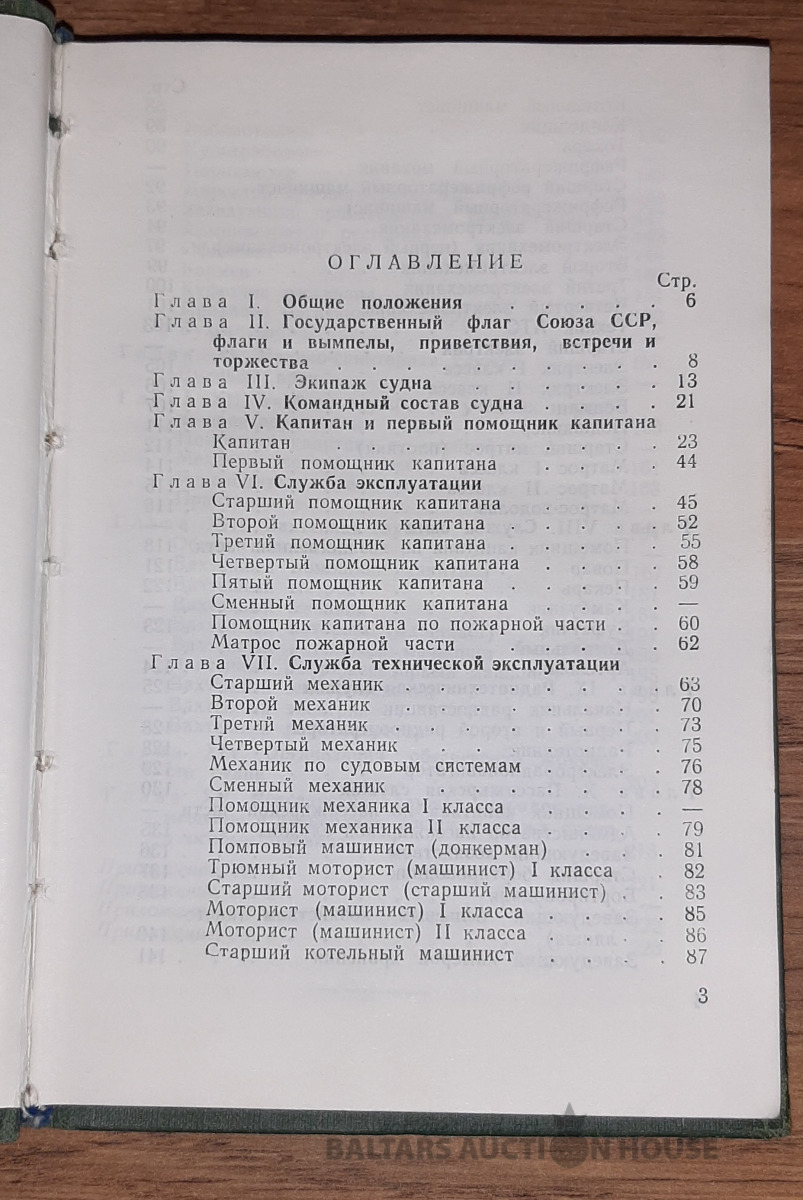 ОГЛАВЛЕНИЕ
Стр.
Глава I. Общие положения . . . . . 6
Глава II. Государственный флаг Союза ССР,
флаги и вымпелы, приветствия, встречи и
торжества . . . . . . . . . 8
Глава III. Экипаж судна . . . . . . 13
Глава IV. Командный состав судна . . . . 21
Глава V. Капитан и первый помощник капитана
Капитан . . . . . . . . . . 23
Первый помощник капитана . . . . 44
Глава VI. Служба эксплуатации
Старший помощник капитана . . . . 45
Второй помощник капитана . . . . 52
Третий помощник капитана . . . . 55
Четвертый помощник капитана . . . . 58
Пятый помощник капитана . . . . . 59
Сменный помощник капитана . . . . —
Помощник капитана по пожарной части . . 60
Матрос пожарной части . . . . . 62
Глава VII. Служба технической эксплуатации
Старший механик . . . . . . . 63
Второй механик . . . . . . . 70
Третий механик . . . . . . . 73
Четвертый механик . . . . . . 75
Механик по судовым системам . . . . 76
Сменный механик . . . . . . 78
Помощник механика I класса . . . . —
Помощник механика II класса . . . . 79
Помповый машинист (донкерман) . . . 81
Трюмный моторист (машинист) I класса . . 82
Старший моторист (старший машинист) . . 83
Моторист (машинист) I класса . . . . 85
Моторист (машинист) II класса . . . . 86
Старший котельный машинист . . . . 87
3
BALTARS AUCTION HOUSE